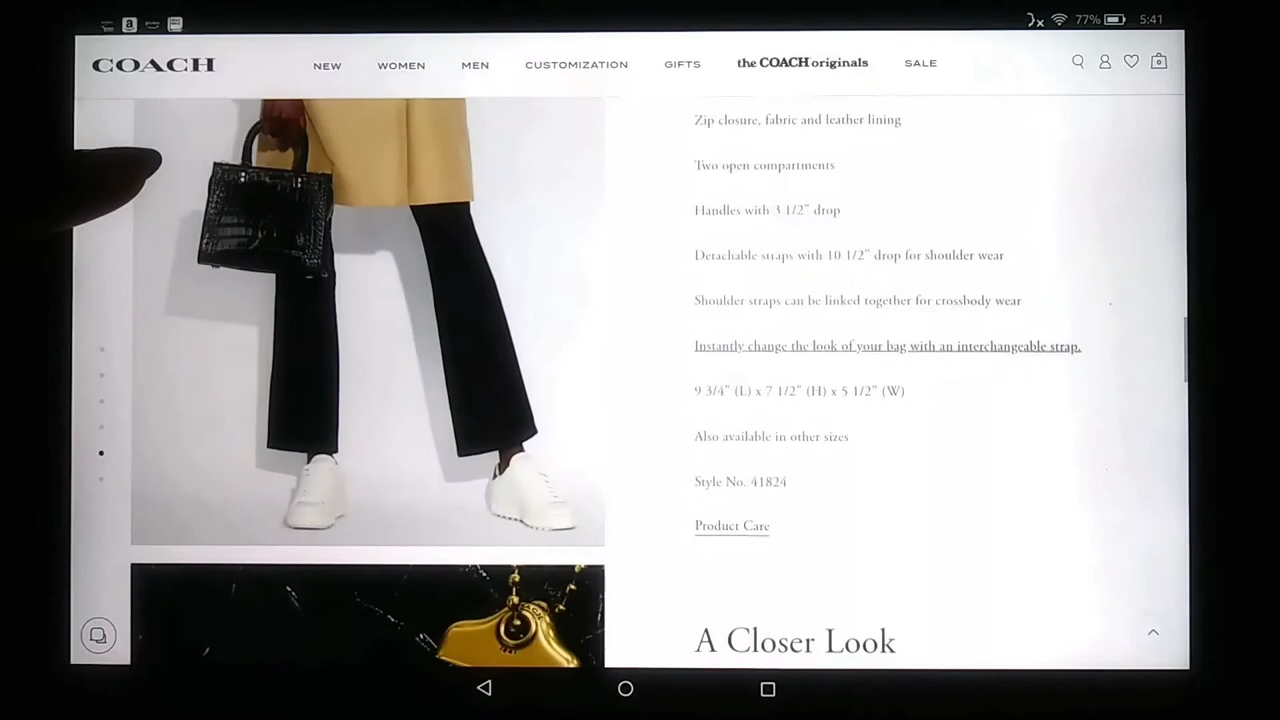 77% 5:41
COACH NEW WOMEN MEN CUSTOMIZATION GIFTS the COACH originals SALE
Zip closure, fabric and leather lining
Two open compartments
Handles with 3 1/2" drop
Detachable straps with 10 1/2" drop for shoulder wear
Shoulder straps can be linked together for crossbody wear
Instantly change the look of your bag with an interchangeable strap.
9 3/4" (L) x 7 1/2" (H) x 5 1/2" (W)
Also available in other sizes
Style No. 41824
Product Care
A Closer Look